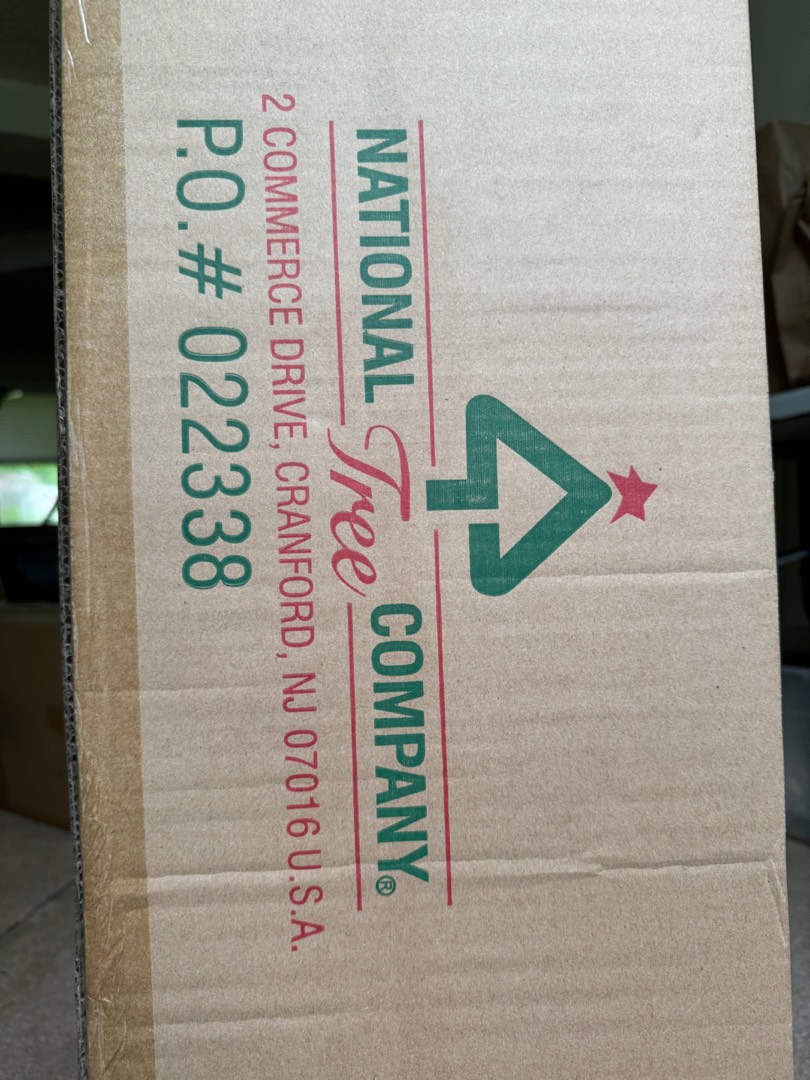 NATIONAL Tree COMPANY®
2 COMMERCE DRIVE, CRANFORD, NJ 07016 U.S.A.
P.O.# 022338